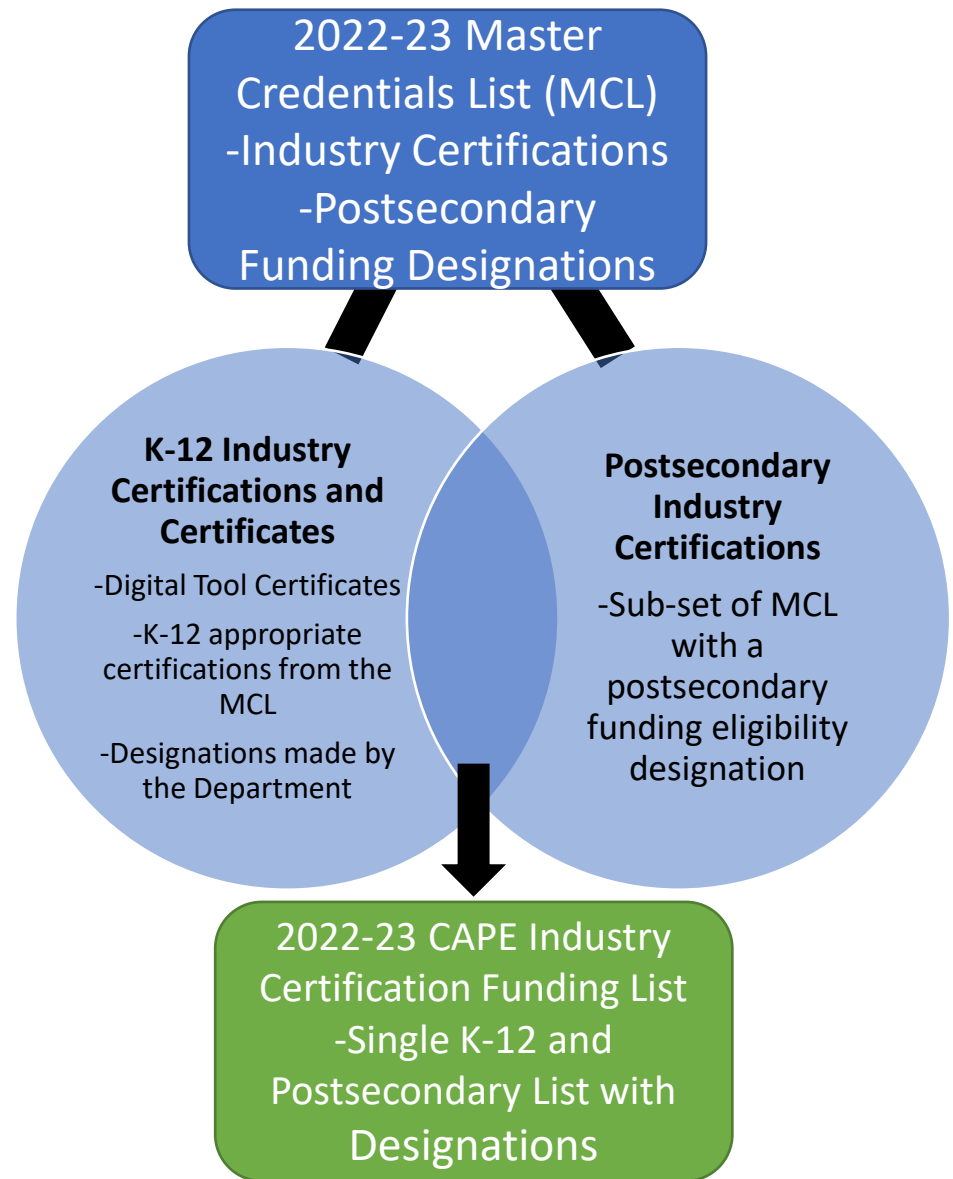 2022-23 Master
Credentials List (MCL)
-Industry Certifications
-Postsecondary
Funding Designations
K-12 Industry
Certifications and
Certificates
-Digital Tool Certificates
-K-12 appropriate
certifications from the
MCL
-Designations made by
the Department
Postsecondary
Industry
Certifications
-Sub-set of MCL
with a
postsecondary
funding eligibility
designation
2022-23 CAPE Industry
Certification Funding List
-Single K-12 and
Postsecondary List with
Designations